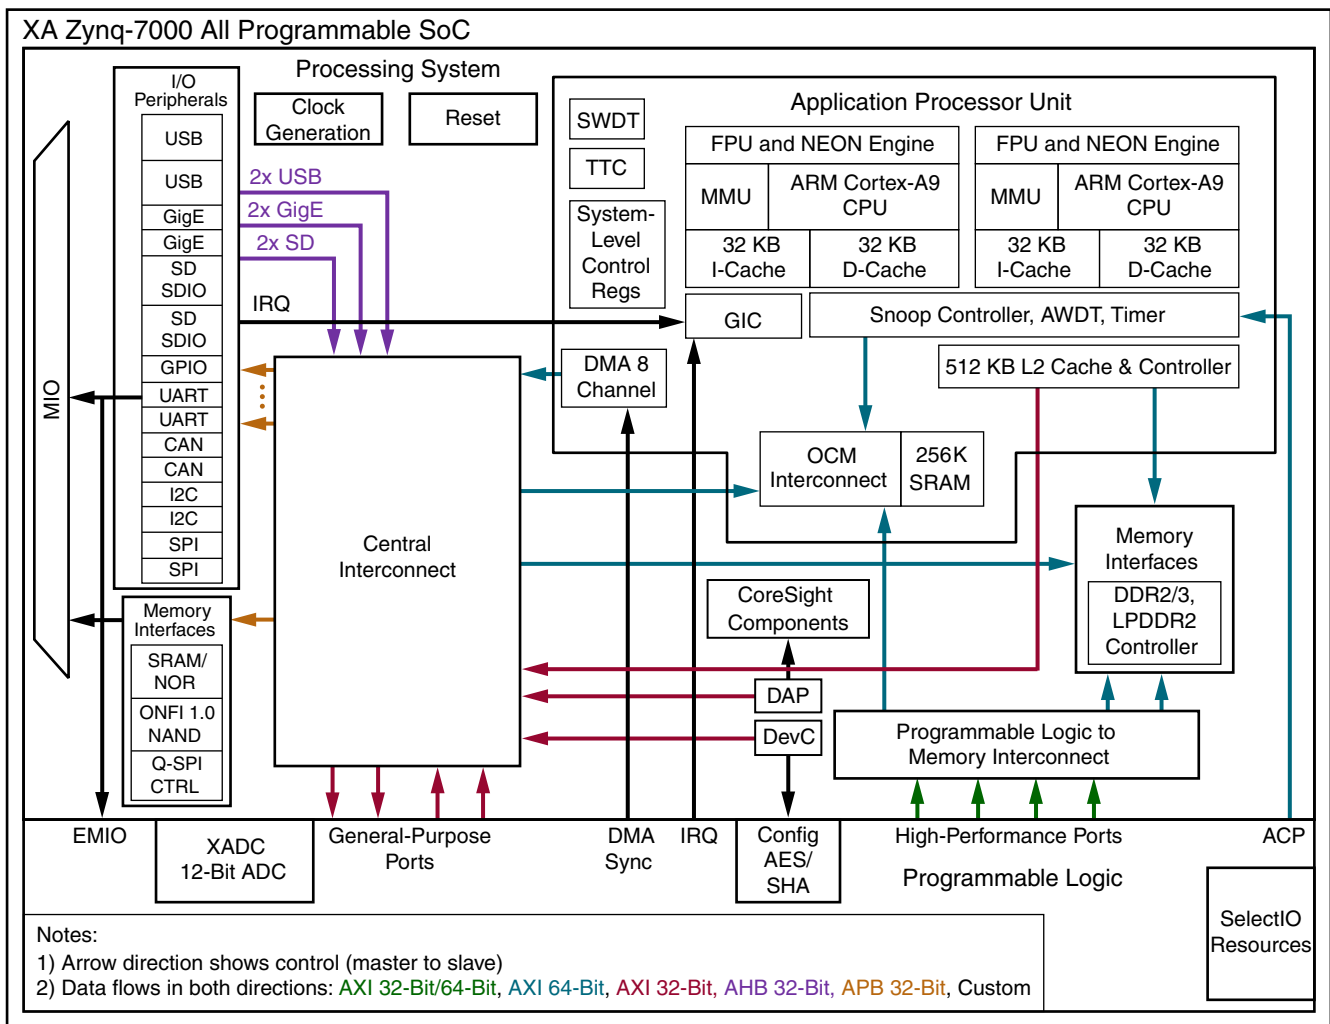 XA Zynq-7000 All Programmable SoC
Processing System
I/O
Peripherals
USB
USB
GigE
GigE
SD
SDIO
SD
SDIO
GPIO
UART
UART
CAN
CAN
I2C
I2C
SPI
SPI
MIO
Clock
Generation
Reset
2x USB
2x GigE
2x SD
IRQ
Application Processor Unit
SWDT
TTC
System-
Level
Control
Regs
FPU and NEON Engine
MMU
ARM Cortex-A9
CPU
32 KB
I-Cache
32 KB
D-Cache
FPU and NEON Engine
MMU
ARM Cortex-A9
CPU
32 KB
I-Cache
32 KB
D-Cache
GIC
Snoop Controller, AWDT, Timer
DMA 8
Channel
512 KB L2 Cache & Controller
OCM
Interconnect
256K
SRAM
Central
Interconnect
Memory
Interfaces
DDR2/3,
LPDDR2
Controller
CoreSight
Components
Memory
Interfaces
SRAM/
NOR
ONFI 1.0
NAND
Q-SPI
CTRL
DAP
DevC
Programmable Logic to
Memory Interconnect
EMIO
XADC
12-Bit ADC
General-Purpose
Ports
DMA
Sync
IRQ
Config
AES/
SHA
High-Performance Ports
ACP
Programmable Logic
SelectIO
Resources
Notes:
1) Arrow direction shows control (master to slave)
2) Data flows in both directions: AXI 32-Bit/64-Bit, AXI 64-Bit, AXI 32-Bit, AHB 32-Bit, APB 32-Bit, Custom